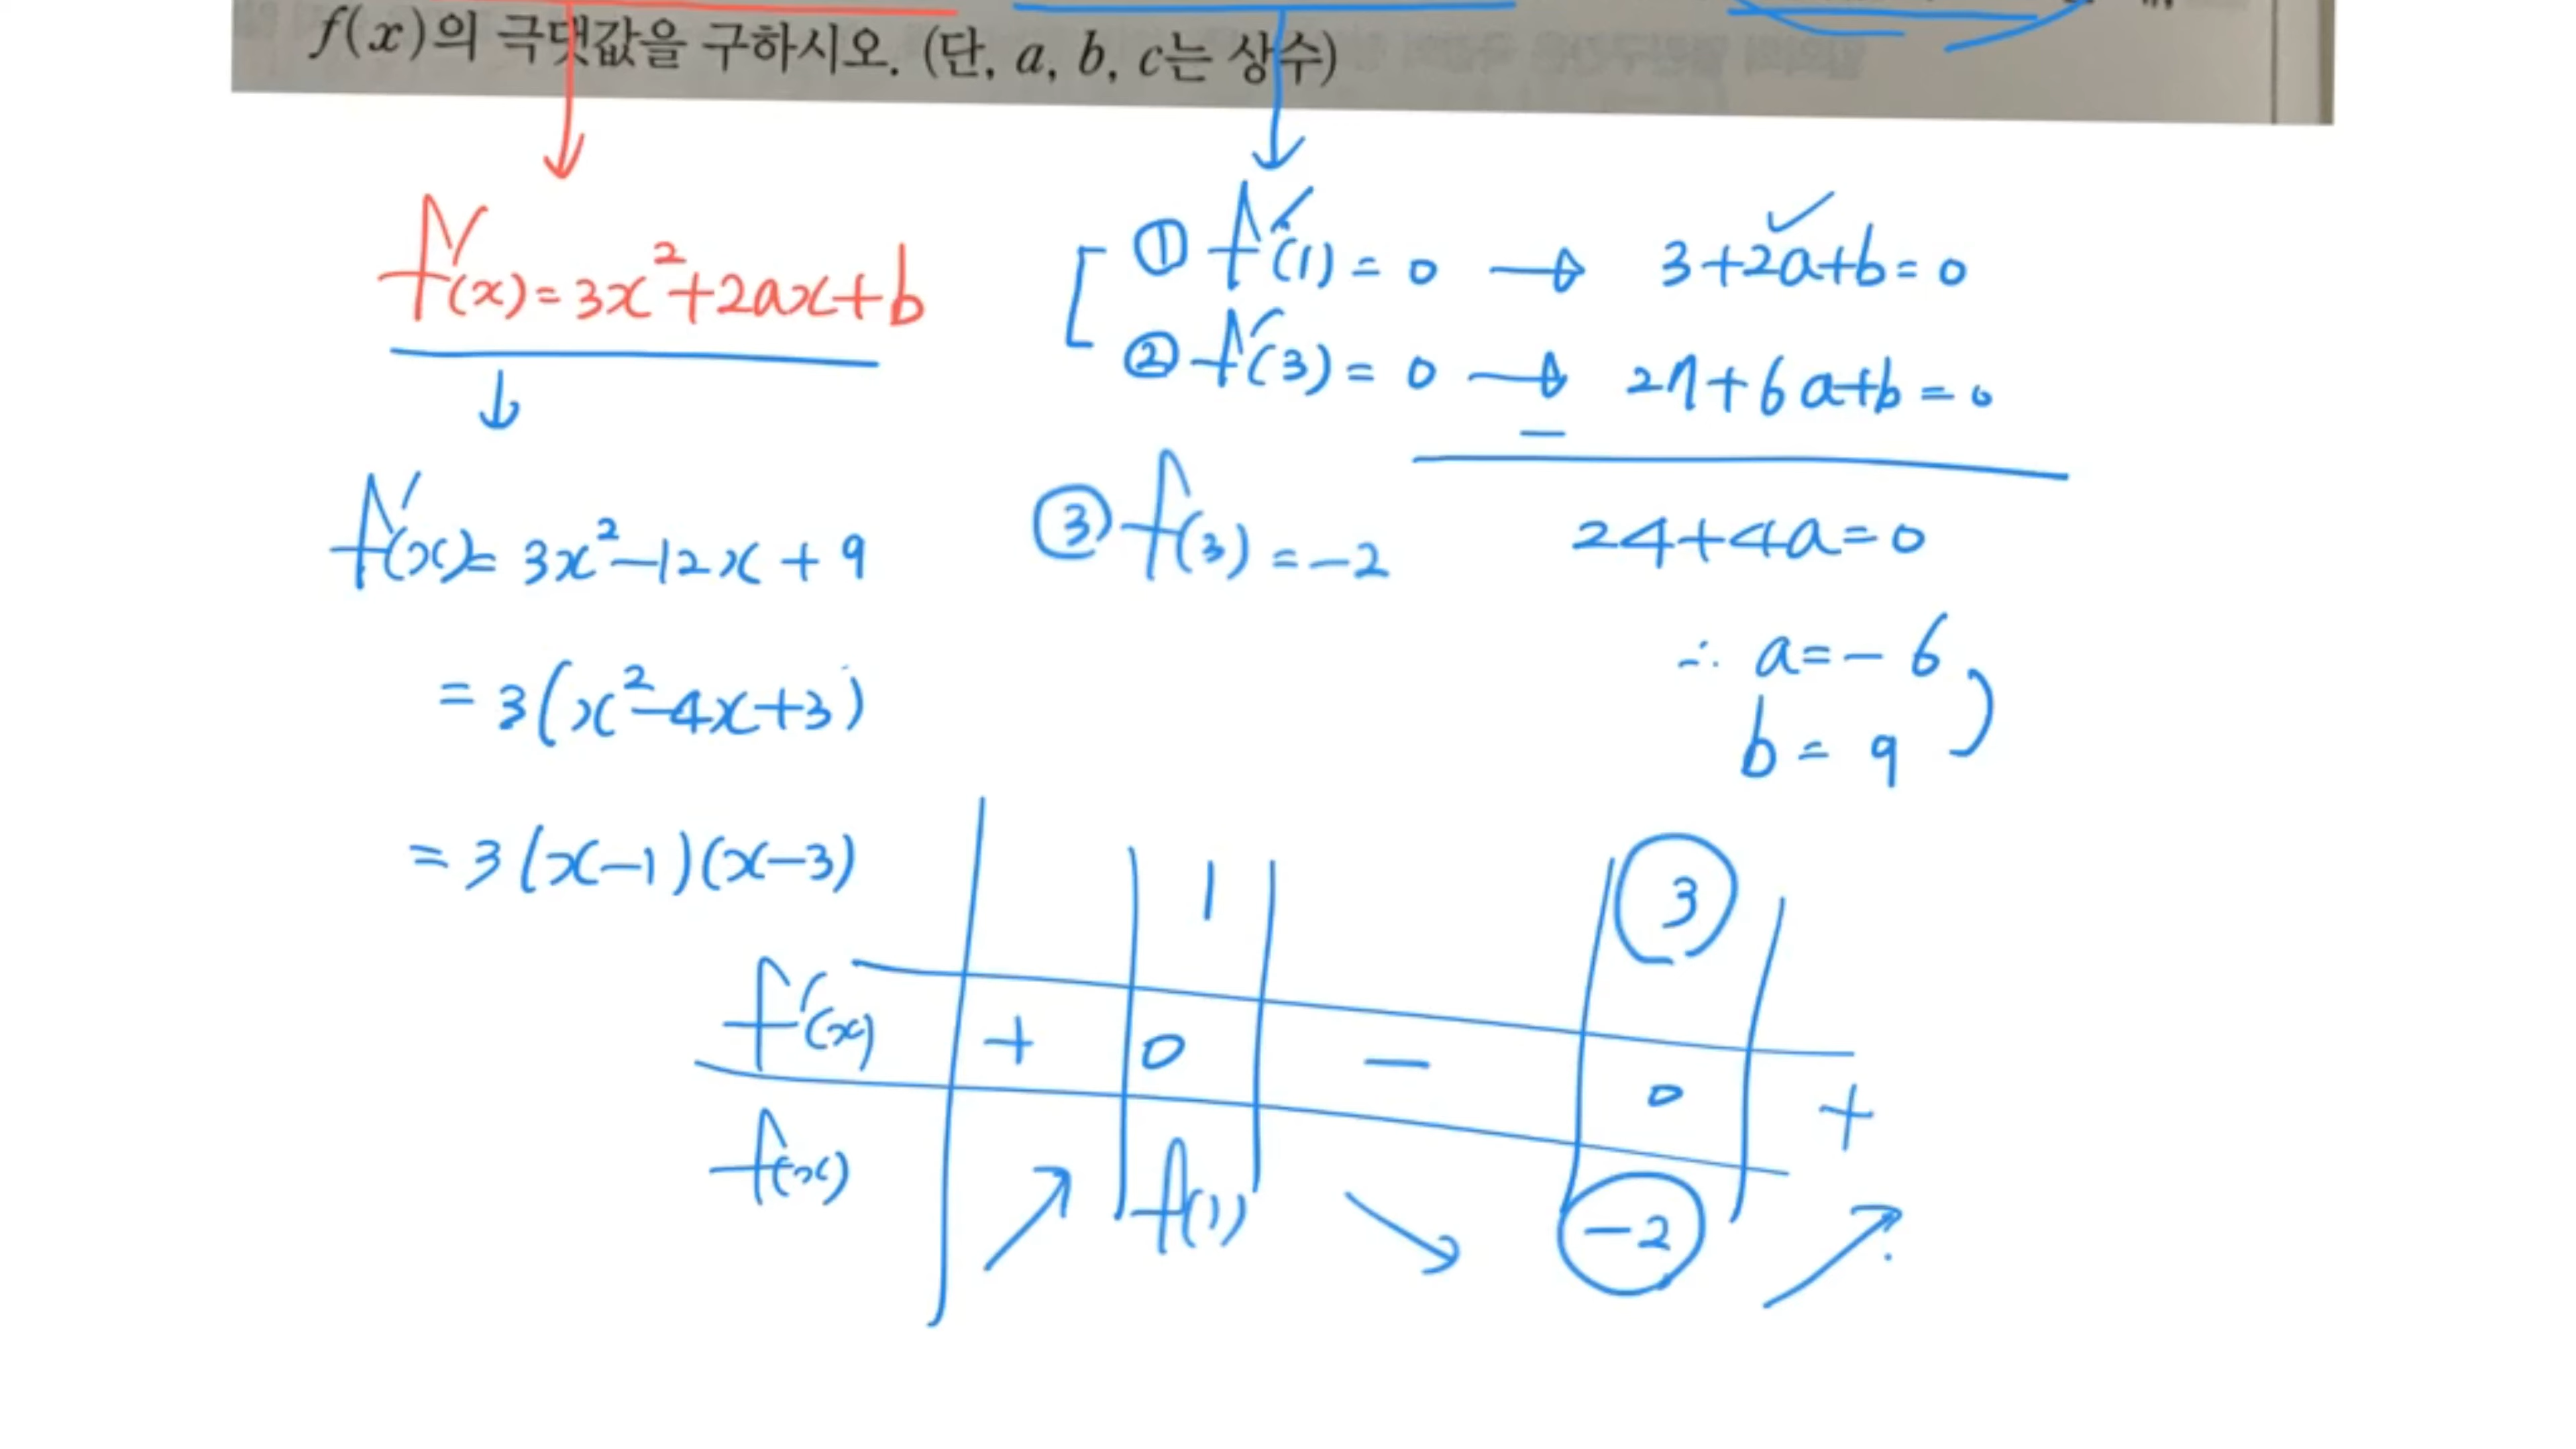 f(x)의 극댓값을 구하시오. (단, a, b, c는 상수)
f'(x)=3x²+2ax+b
① f'(1)=0 → 3+2a+b=0
② f'(3)=0 → 27+6a+b=0
−
24+4a=0
③ f(3)=-2
∴ a=-6
b=9
f'(x)=3x²-12x+9
=3(x²-4x+3)
=3(x-1)(x-3)
1 3
f'(x) + 0 − 0 +
f(x) ↗ f(1) ↘ -2 ↗